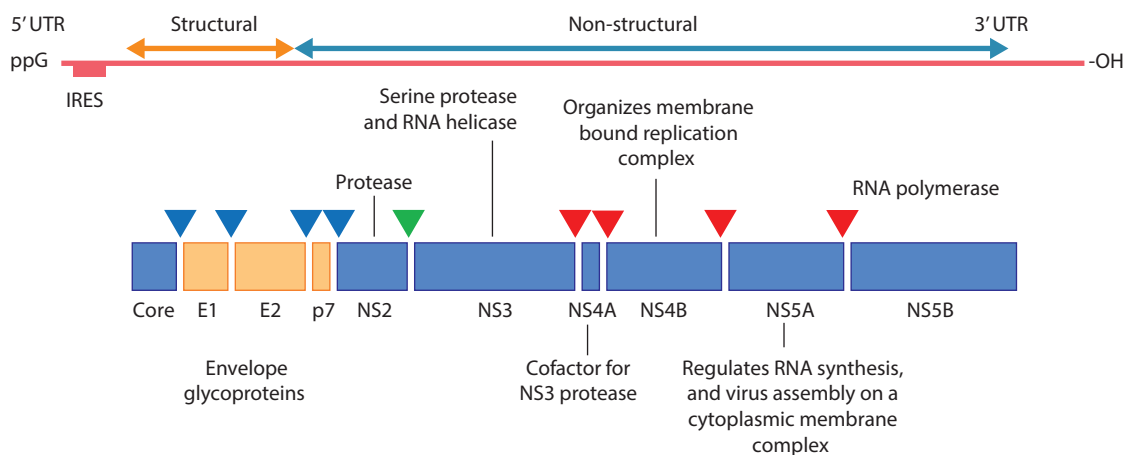 5’ UTR
Structural
Non-structural
3’ UTR
ppG
-OH
IRES
Serine protease
and RNA helicase
Organizes membrane
bound replication
complex
Protease
RNA polymerase
Core
E1
E2
p7
NS2
NS3
NS4A
NS4B
NS5A
NS5B
Envelope
glycoproteins
Cofactor for
NS3 protease
Regulates RNA synthesis,
and virus assembly on a
cytoplasmic membrane
complex